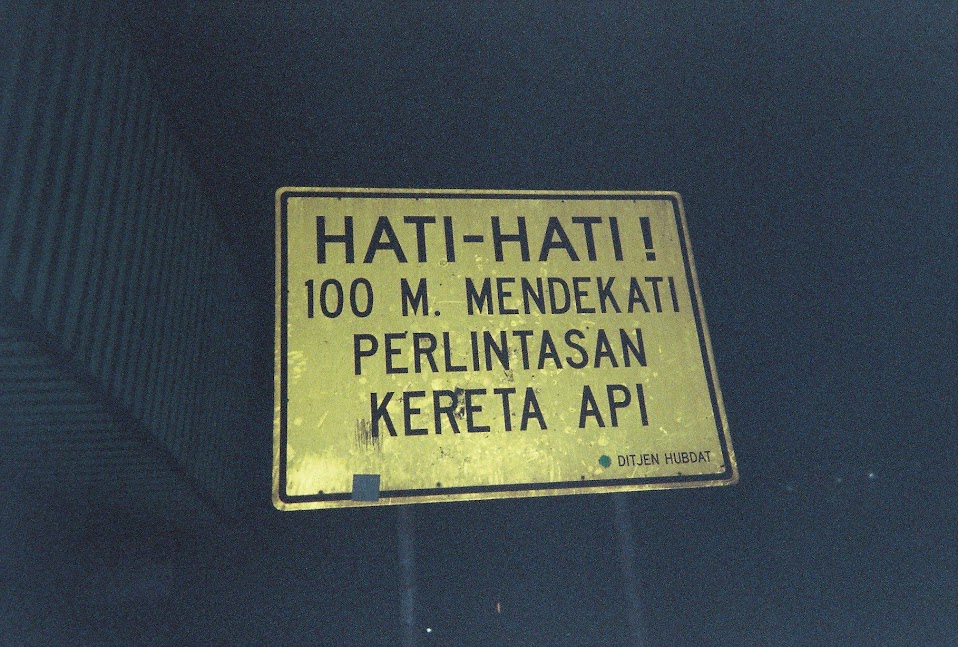 HATI-HATI !
100 M. MENDEKATI
PERLINTASAN
KERETA API
DITJEN HUBDAT